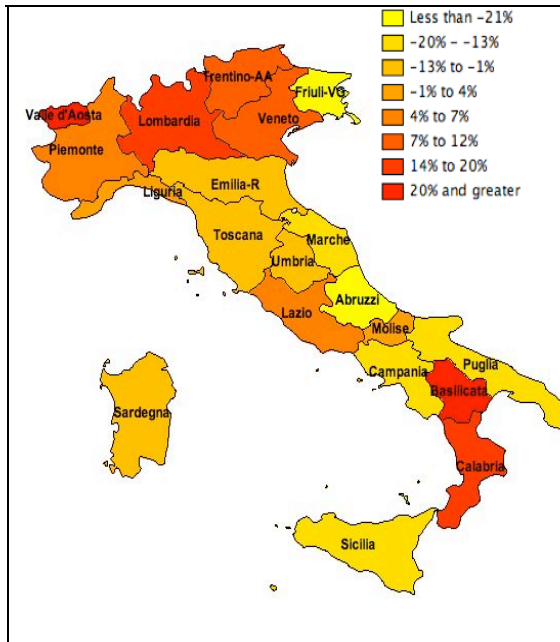 Less than -21%
-20% - -13%
-13% to -1%
-1% to 4%
4% to 7%
7% to 12%
14% to 20%
20% and greater
Trentino-AA
Friuli-VG
Valle d'Aosta
Lombardia
Veneto
Piemonte
Liguria
Emilia-R
Toscana
Marche
Umbria
Lazio
Abruzzi
Molise
Campania
Puglia
Basilicata
Sardegna
Calabria
Sicilia